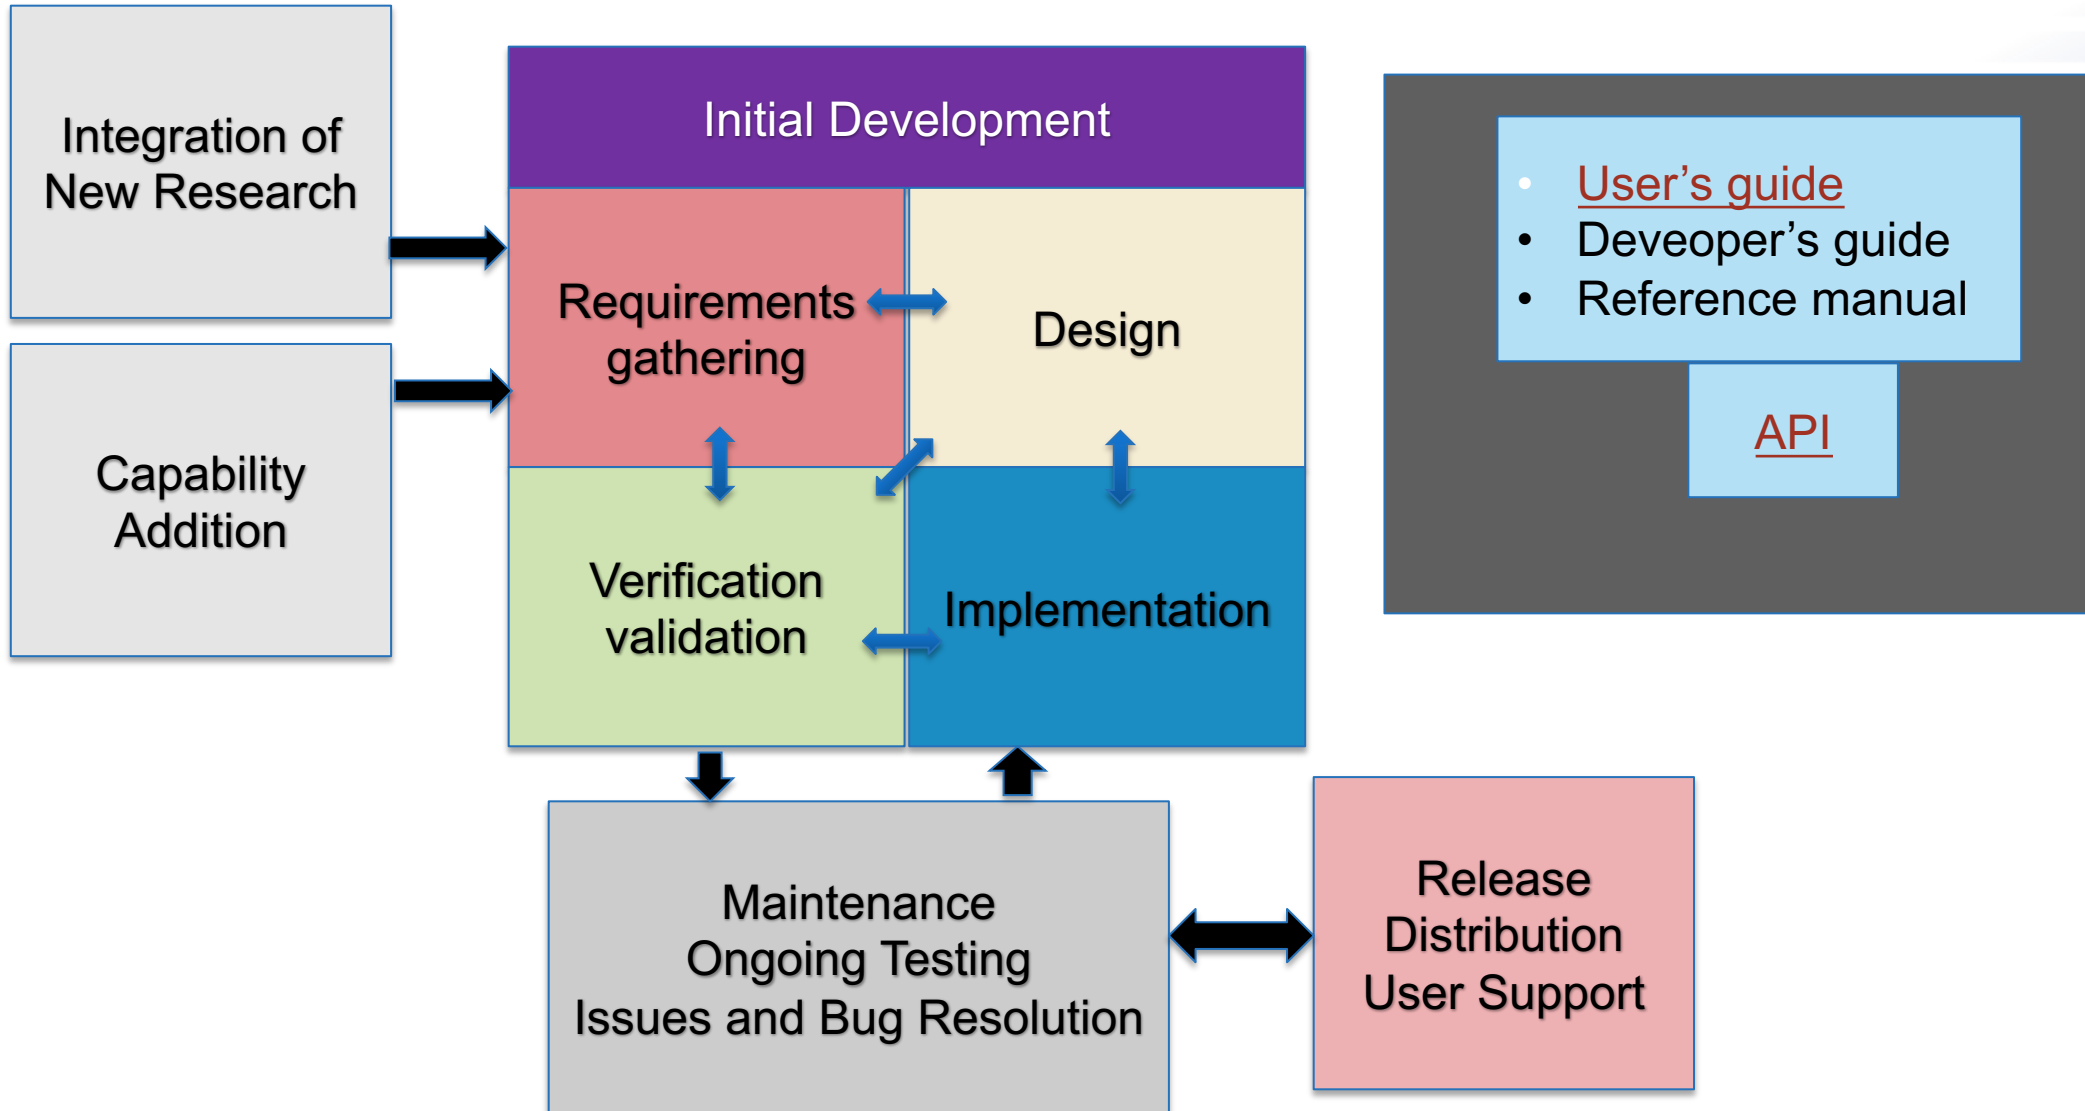 Integration of
New Research
Capability
Addition
Initial Development
Requirements
gathering
Design
Verification
validation
Implementation
Maintenance
Ongoing Testing
Issues and Bug Resolution
Release
Distribution
User Support
• User’s guide
• Deveoper’s guide
• Reference manual
API